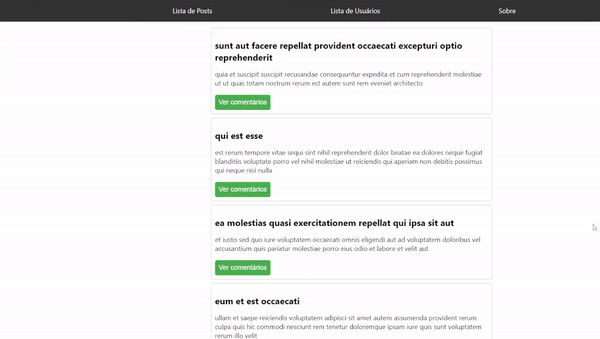 Lista de Posts Lista de Usuários Sobre
sunt aut facere repellat provident occaecati excepturi optio
reprehenderit
quia et suscipit suscipit recusandae consequuntur expedita et cum reprehenderit molestiae
ut ut quas totam nostrum rerum est autem sunt rem eveniet architecto
Ver comentários
qui est esse
est rerum tempore vitae sequi sint nihil reprehenderit dolor beatae ea dolores neque fugiat
blanditiis voluptate porro vel nihil molestiae ut reiciendis qui aperiam non debitis possimus
qui neque nisi nulla
Ver comentários
ea molestias quasi exercitationem repellat qui ipsa sit aut
et iusto sed quo iure voluptatem occaecati omnis eligendi aut ad voluptatem doloribus vel
accusantium quis pariatur molestiae porro eius odio et labore et velit aut
Ver comentários
eum et est occaecati
ullam et saepe reiciendis voluptatem adipisci sit amet autem assumenda provident rerum
culpa quis hic commodi nesciunt rem tenetur doloremque ipsam iure quis sunt voluptatem
rerum illo velit